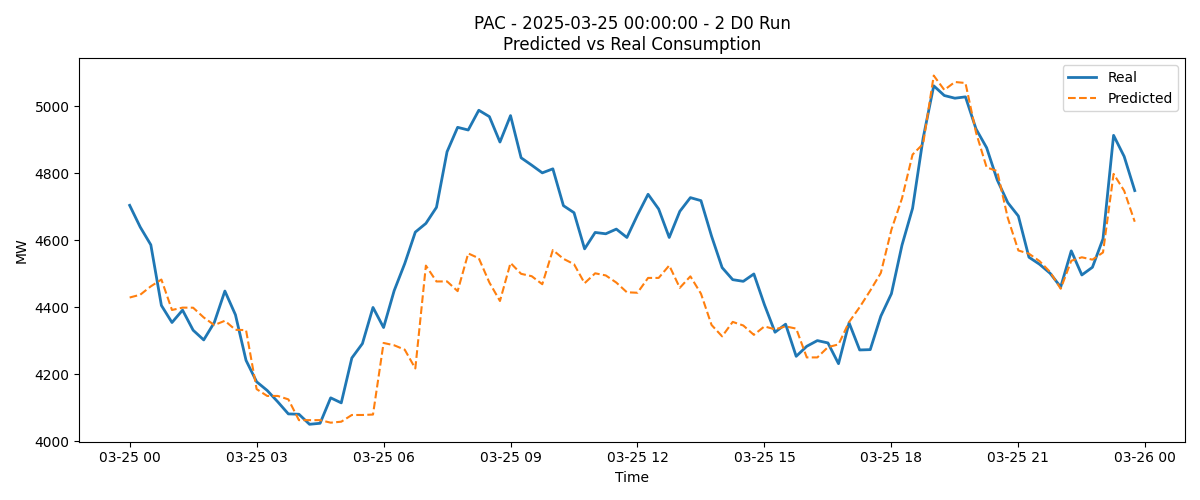 PAC - 2025-03-25 00:00:00 - 2 D0 Run
Predicted vs Real Consumption
Real
Predicted
MW
5000
4800
4600
4400
4200
4000
03-25 00
03-25 03
03-25 06
03-25 09
03-25 12
03-25 15
03-25 18
03-25 21
03-26 00
Time